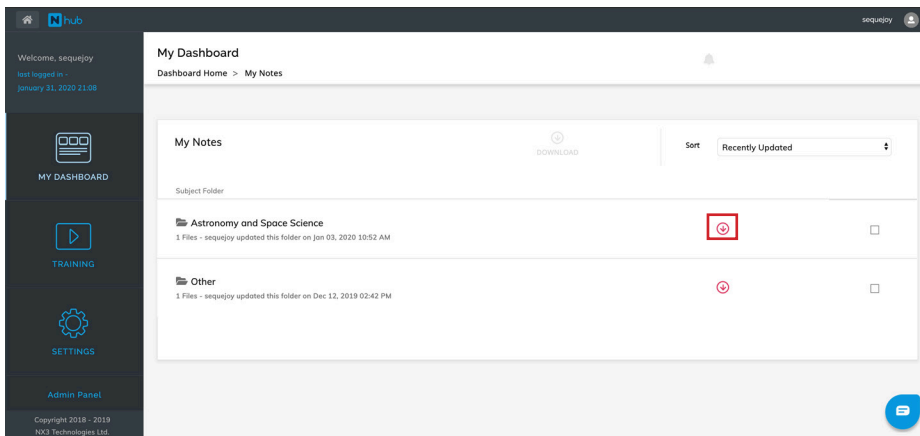 N hub
sequejoy
Welcome, sequejoy
last logged in -
January 31, 2020 21:08
MY DASHBOARD
TRAINING
SETTINGS
Admin Panel
Copyright 2018 - 2019
NX3 Technologies Ltd.
My Dashboard
Dashboard Home > My Notes
My Notes
DOWNLOAD
Sort
Recently Updated
Subject Folder
Astronomy and Space Science
1 Files - sequejoy updated this folder on Jan 03, 2020 10:52 AM
Other
1 Files - sequejoy updated this folder on Dec 12, 2019 02:42 PM